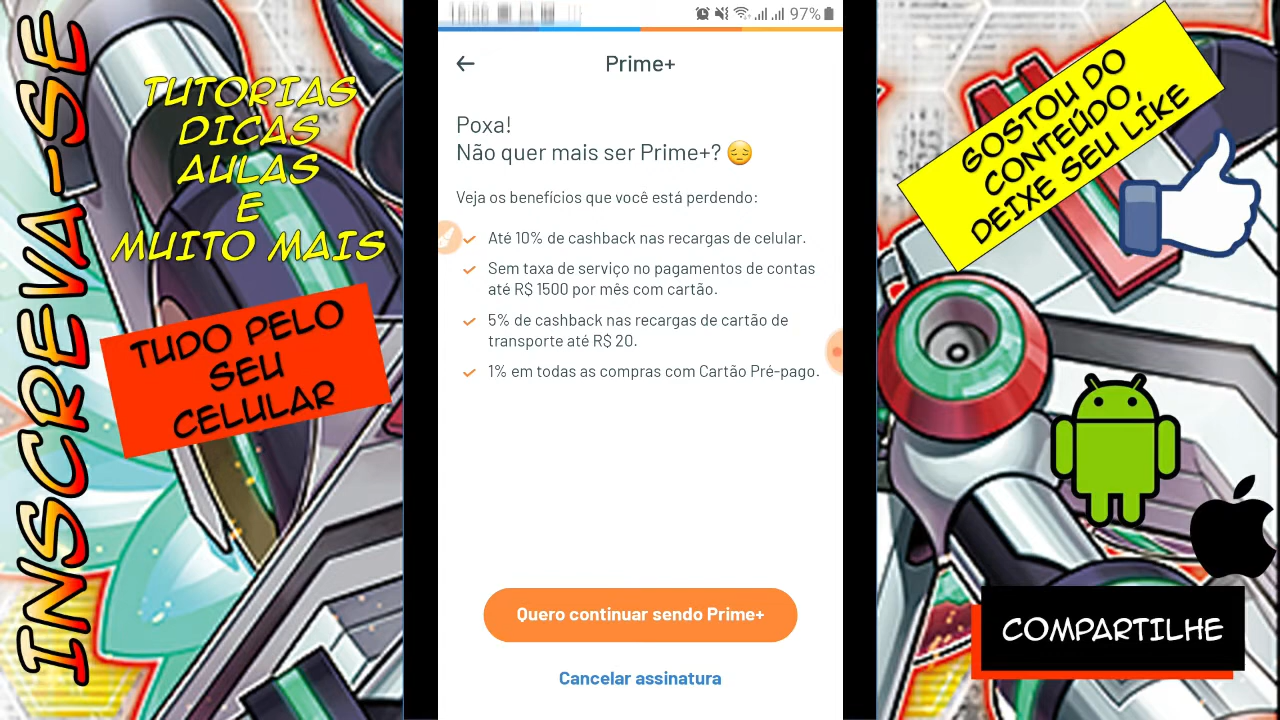 INSCREVA-SE
TUTORIAS
DICAS
AULAS
E
MUITO MAIS
TUDO PELO
SEU
CELULAR
97%
Prime+
Poxa!
Não quer mais ser Prime+? 😔
Veja os benefícios que você está perdendo:
Até 10% de cashback nas recargas de celular.
Sem taxa de serviço no pagamentos de contas
até R$ 1500 por mês com cartão.
5% de cashback nas recargas de cartão de
transporte até R$ 20.
1% em todas as compras com Cartão Pré-pago.
Quero continuar sendo Prime+
Cancelar assinatura
GOSTOU DO
CONTEÚDO,
DEIXE SEU LIKE
COMPARTILHE